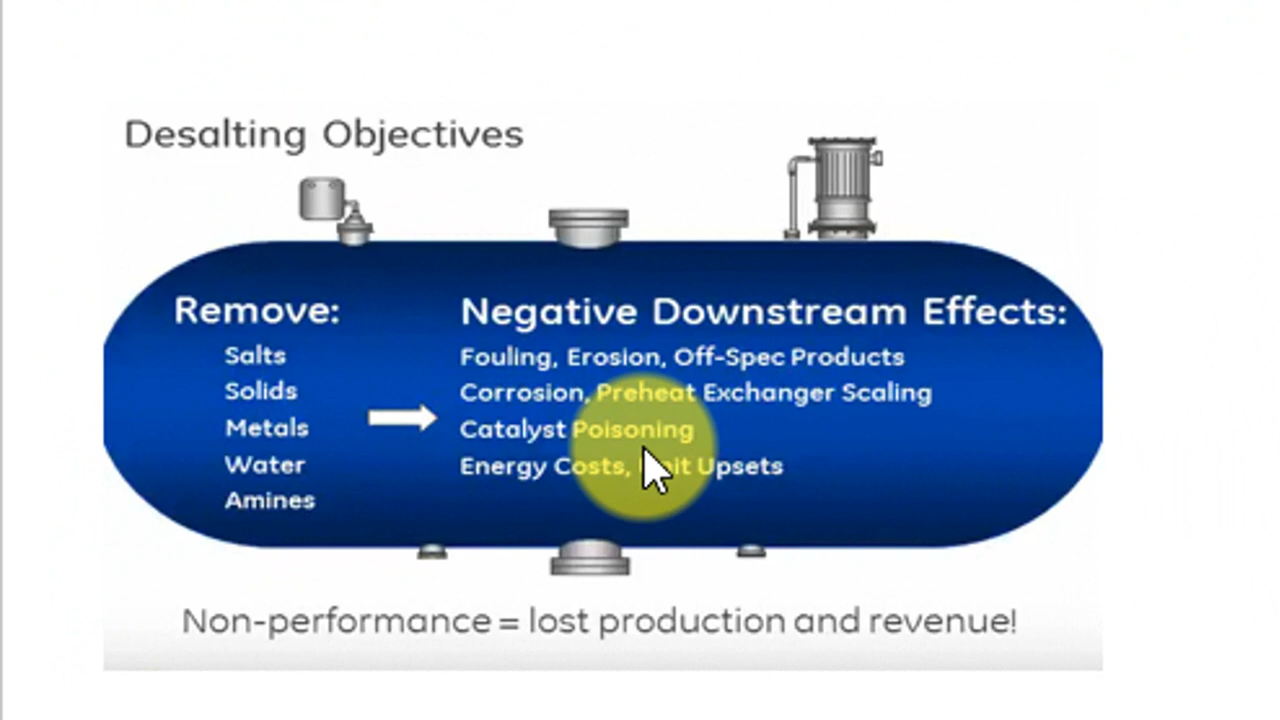 Desalting Objectives
Remove:
Salts
Solids
Metals
Water
Amines
Negative Downstream Effects:
Fouling, Erosion, Off-Spec Products
Corrosion, Preheat Exchanger Scaling
Catalyst Poisoning
Energy Costs, Upsets
Non-performance = lost production and revenue!